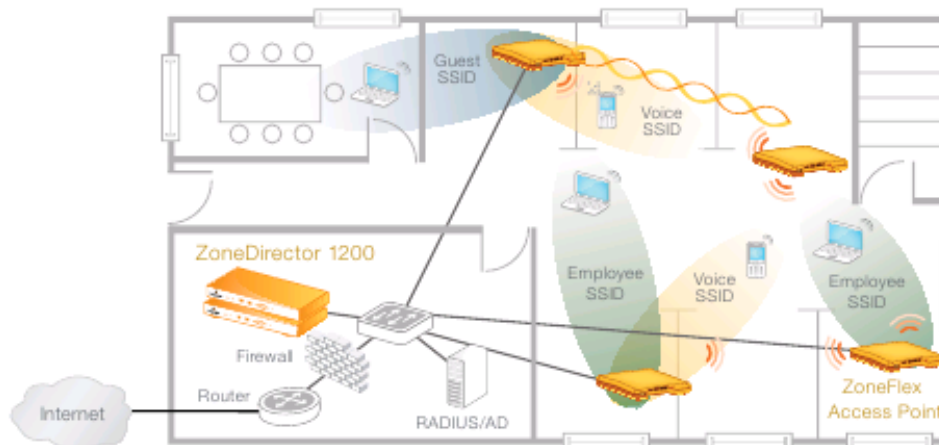 Guest
SSID
Voice
SSID
ZoneDirector 1200
Employee
SSID
Voice
SSID
Employee
SSID
Firewall
Router
RADIUS/AD
Internet
ZoneFlex
Access Point